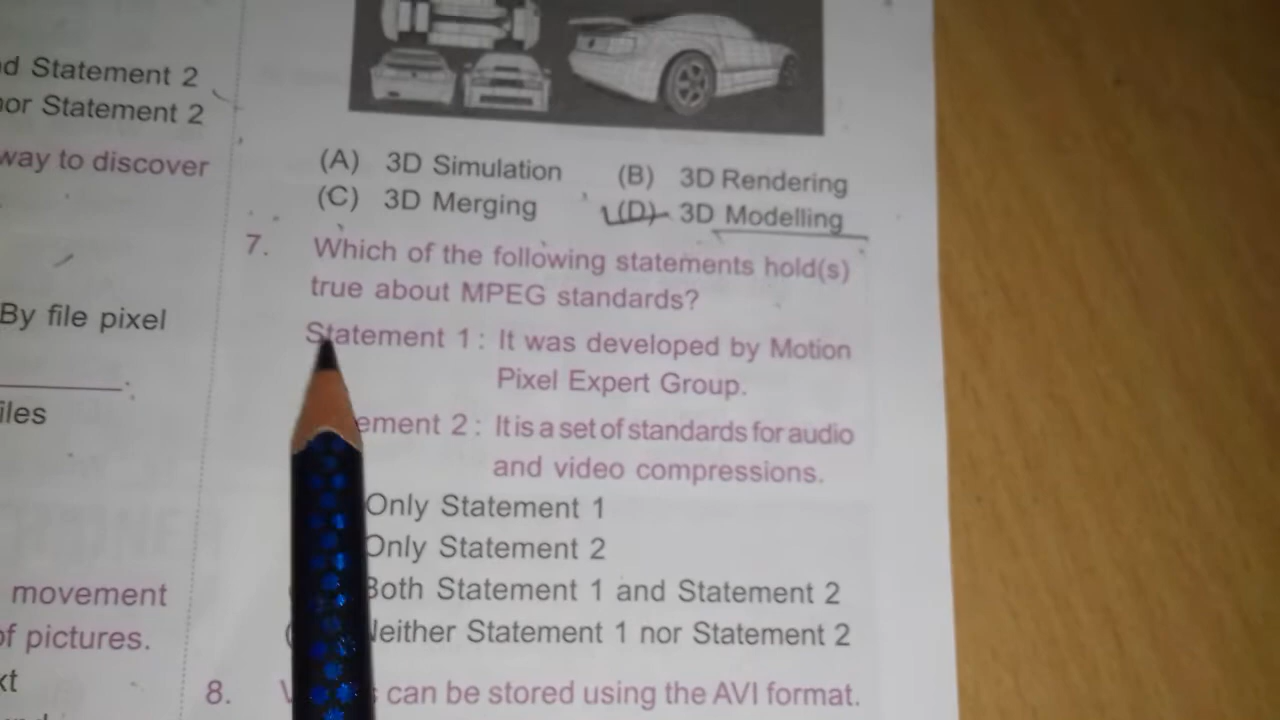 d Statement 2
or Statement 2
way to discover
By file pixel
iles
movement
of pictures.
xt
(A) 3D Simulation (B) 3D Rendering
(C) 3D Merging (D) 3D Modelling
7. Which of the following statements hold(s)
true about MPEG standards?
Statement 1: It was developed by Motion
Pixel Expert Group.
ement 2: It is a set of standards for audio
and video compressions.
Only Statement 1
Only Statement 2
Both Statement 1 and Statement 2
Neither Statement 1 nor Statement 2
8. can be stored using the AVI format.